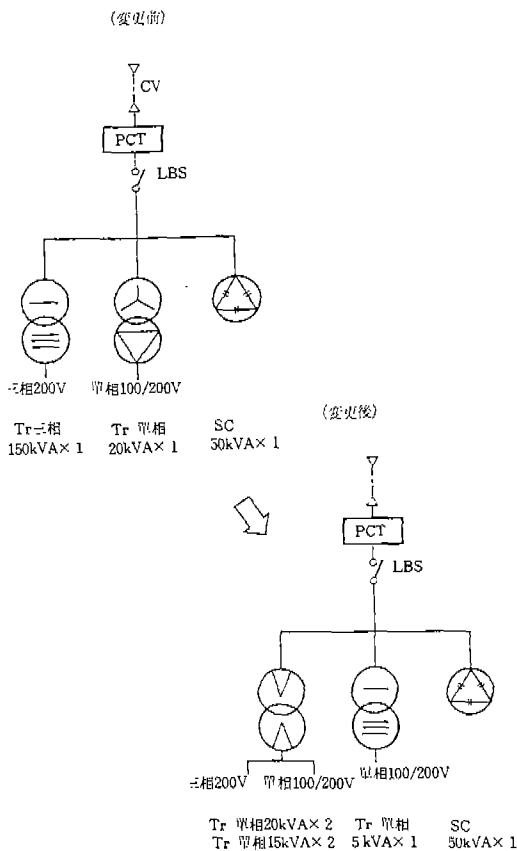 (変更前)
CV
PCT
LBS
三相200V 単相100/200V
Tr 三相 Tr 単相 SC
150kVA×1 20kVA×1 50kVA×1
(変更後)
PCT
LBS
三相200V 単相100/200V 単相100/200V
Tr 単相20kVA×2 Tr 単相 SC
Tr 単相15kVA×2 5kVA×1 50kVA×1